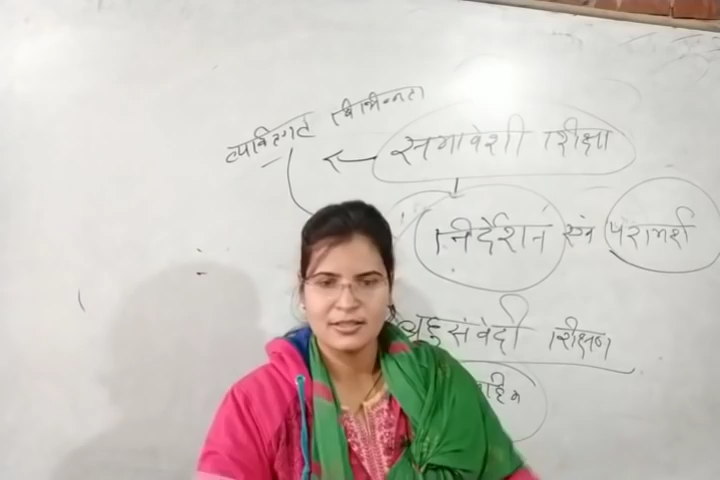 व्यक्तिगत विभिन्नता
समावेशी शिक्षा
निर्देशन एवं परामर्श
बहुसंवेदी शिक्षण